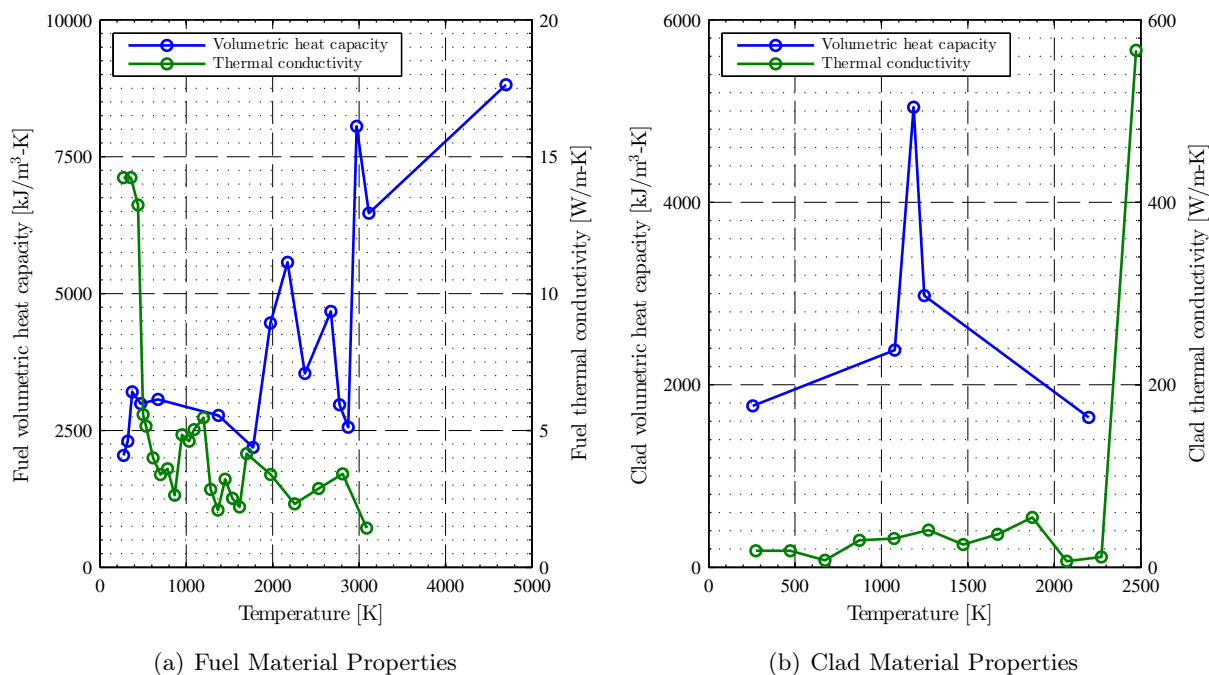 10000
7500
5000
2500
0
20
15
10
5
0
0 1000 2000 3000 4000 5000
Volumetric heat capacity
Thermal conductivity
Fuel volumetric heat capacity [kJ/m³-K]
Fuel thermal conductivity [W/m-K]
Temperature [K]
(a) Fuel Material Properties
6000
4000
2000
0
600
400
200
0
0 500 1000 1500 2000 2500
Volumetric heat capacity
Thermal conductivity
Clad volumetric heat capacity [kJ/m³-K]
Clad thermal conductivity [W/m-K]
Temperature [K]
(b) Clad Material Properties